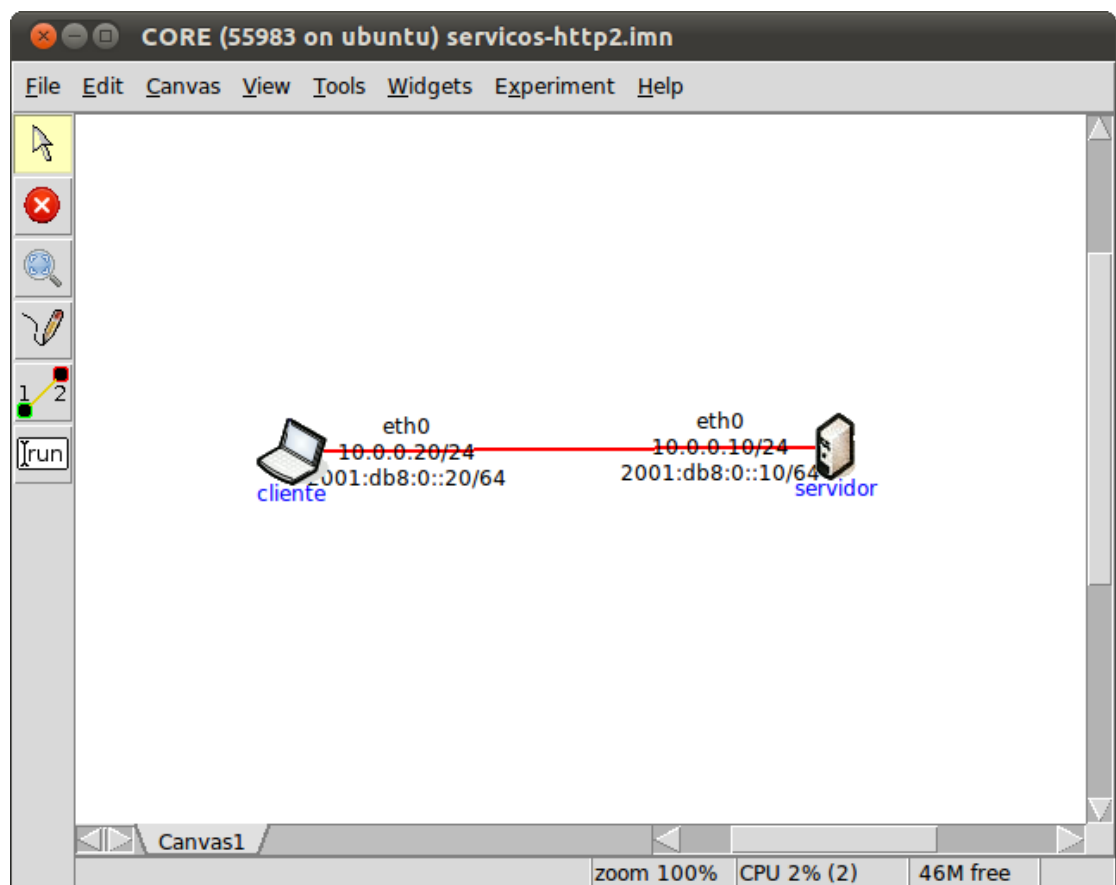 CORE (55983 on ubuntu) servicos-http2.imn
File Edit Canvas View Tools Widgets Experiment Help
1 2
run
eth0
10.0.0.20/24
2001:db8:0::20/64
cliente
eth0
10.0.0.10/24
2001:db8:0::10/64
servidor
Canvas1
zoom 100% CPU 2% (2) 46M free